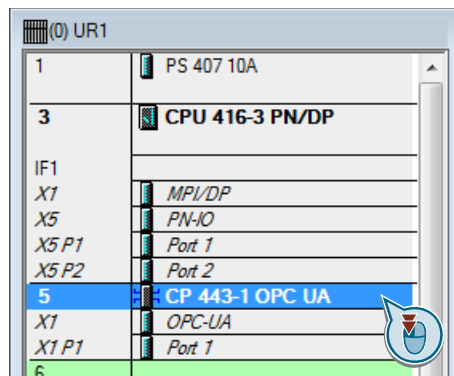 (0) UR1
1 PS 407 10A
3 CPU 416-3 PN/DP
IF1
X1 MPI/DP
X5 PN-IO
X5 P1 Port 1
X5 P2 Port 2
5 CP 443-1 OPC UA
X1 OPC-UA
X1 P1 Port 1
6